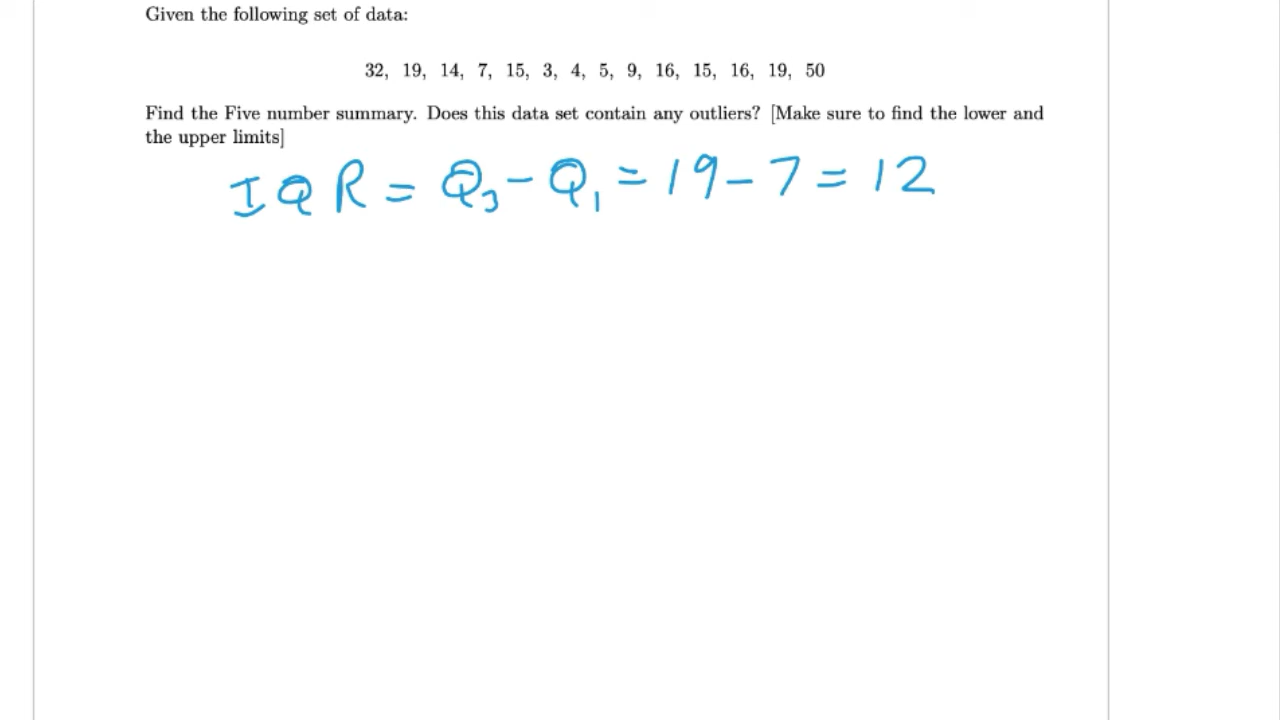 Given the following set of data:
32, 19, 14, 7, 15, 3, 4, 5, 9, 16, 15, 16, 19, 50
Find the Five number summary. Does this data set contain any outliers? [Make sure to find the lower and
the upper limits]
IQR = Q₃ - Q₁ = 19 - 7 = 12